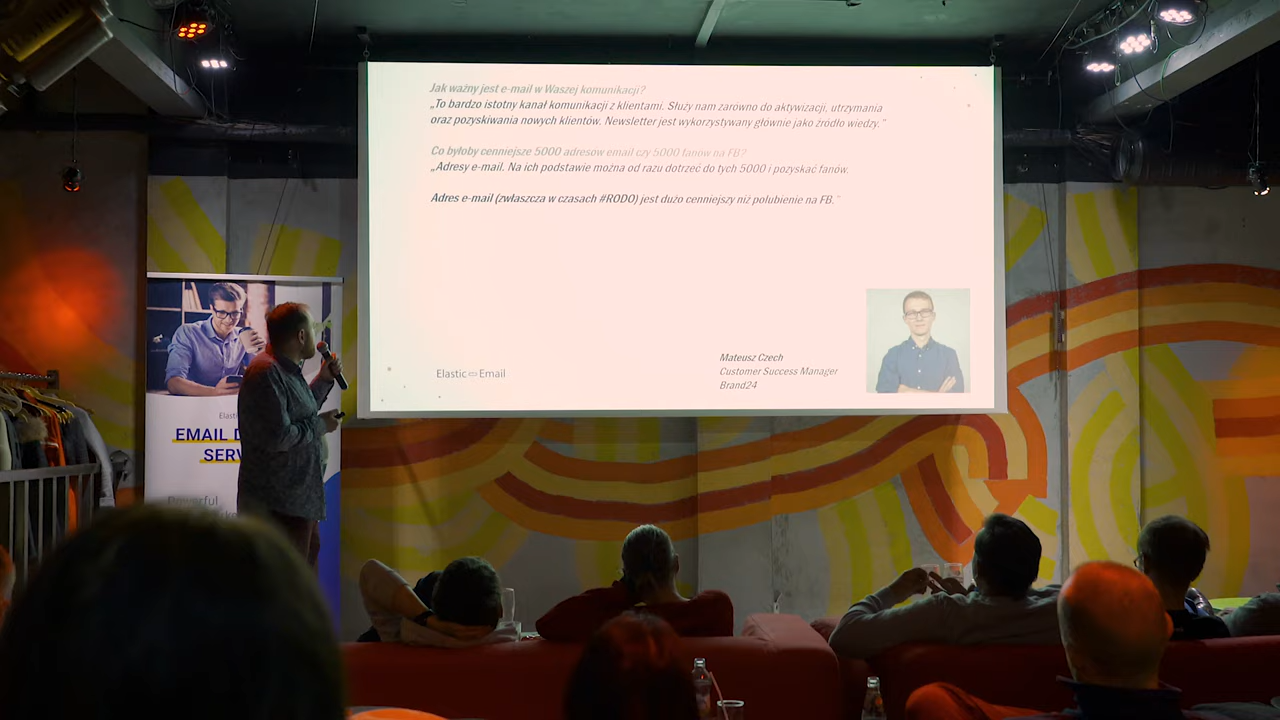 Jak ważny jest e-mail w Waszej komunikacji?
„To bardzo istotny kanał komunikacji z klientami. Służy nam zarówno do aktywizacji, utrzymania
oraz pozyskiwania nowych klientów. Newsletter jest wykorzystywany głównie jako źródło wiedzy."
Co byłoby cenniejsze 5000 adresow email czy 5000 fanów na FB?
„Adresy e-mail. Na ich podstawie można od razu dotrzeć do tych 5000 i pozyskać fanów.
Adres e-mail (zwłaszcza w czasach #RODO) jest dużo cenniejszy niż polubienie na FB."
Mateusz Czech
Customer Success Manager
Brand24
Elastic Email
EMAIL
Powerful